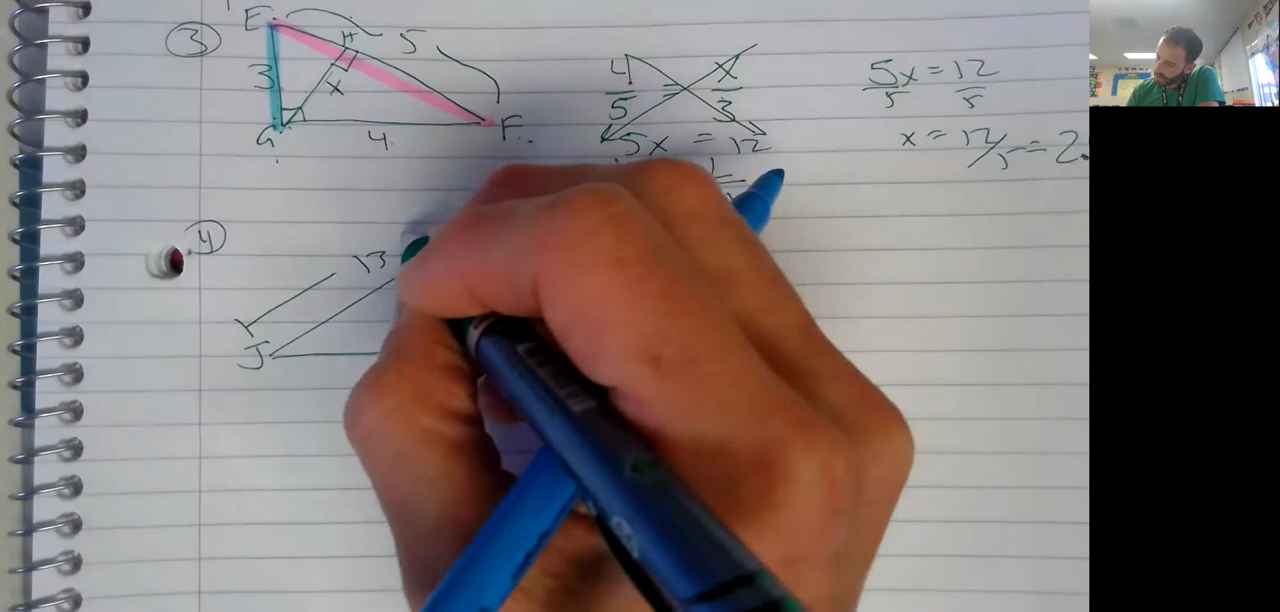 ③
E
H
5
3
x
G
4
F.
4/5 = x/3
5x = 12
5x/5 = 12/5
x = 12/5 = 2.
④
13
J